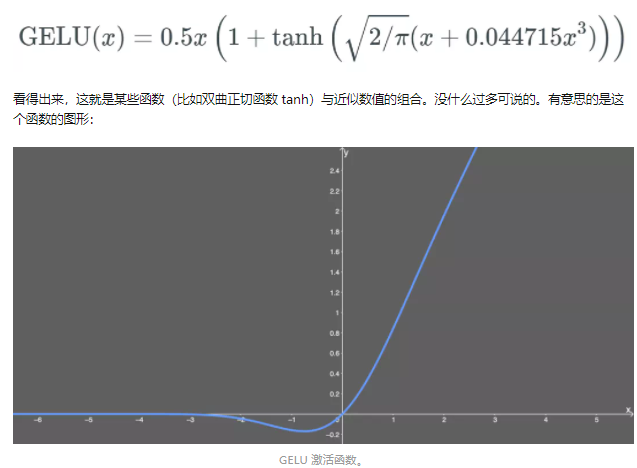 GELU(x) = 0.5x (1 + tanh (√2/π(x + 0.044715x³)))
看得出来，这就是某些函数（比如双曲正切函数 tanh）与近似数值的组合。没什么过多可说的。有意思的是这
个函数的图形：
y
2.4
2.2
2
1.8
1.6
1.4
1.2
1
0.8
0.6
0.4
0.2
x
-6 -5 -4 -3 -2 -1 0 1 2 3 4 5
-0.2
GELU 激活函数。